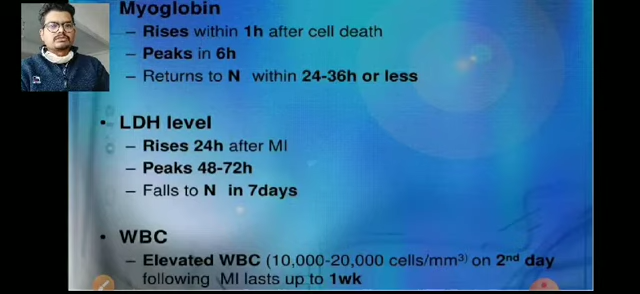 Myoglobin
– Rises within 1h after cell death
– Peaks in 6h
– Returns to N within 24-36h or less
• LDH level
– Rises 24h after MI
– Peaks 48-72h
– Falls to N in 7days
• WBC
– Elevated WBC (10,000-20,000 cells/mm³) on 2nd day
following MI lasts up to 1wk